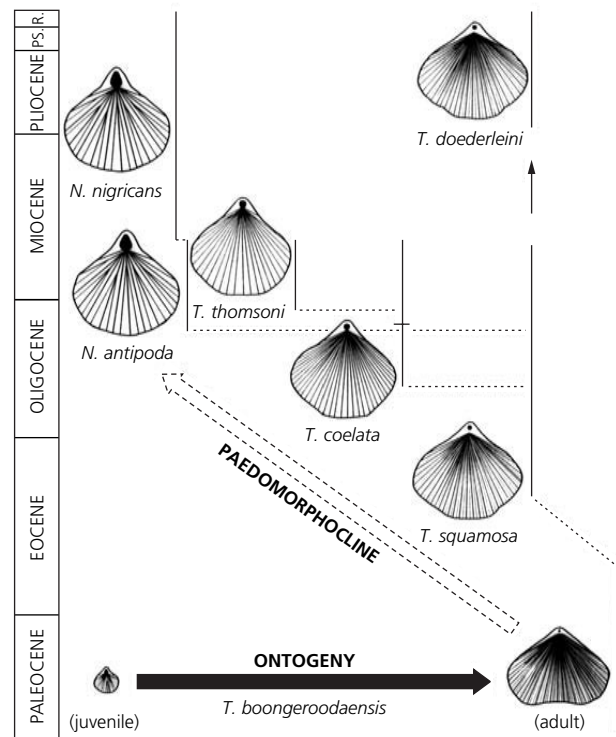 R.
PS.
PLIOCENE
MIOCENE
OLIGOCENE
EOCENE
PALEOCENE
T. doederleini
N. nigricans
T. thomsoni
N. antipoda
T. coelata
T. squamosa
PAEDOMORPHOCLINE
ONTOGENY
T. boongeroodaensis
(juvenile)
(adult)